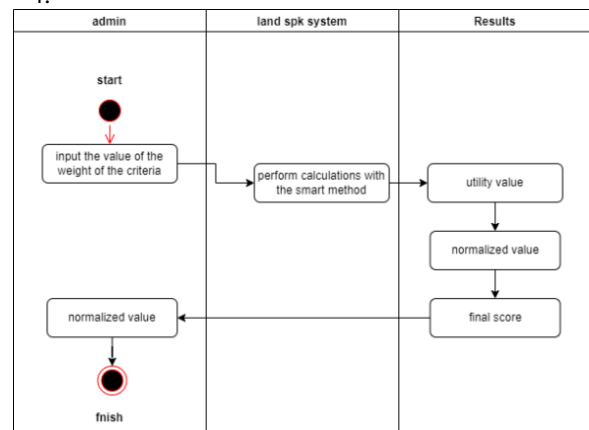 admin
land spk system
Results
start
input the value of the
weight of the criteria
perform calculations with
the smart method
utility value
normalized value
normalized value
final score
fnish